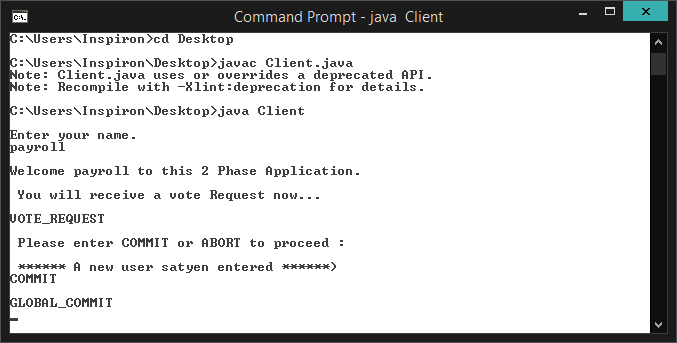 Command Prompt - java  Client
C:\Users\Inspiron>cd Desktop
C:\Users\Inspiron\Desktop>javac Client.java
Note: Client.java uses or overrides a deprecated API.
Note: Recompile with -Xlint:deprecation for details.
C:\Users\Inspiron\Desktop>java Client
Enter your name.
payroll
Welcome payroll to this 2 Phase Application.
 You will receive a vote Request now...
VOTE_REQUEST
 Please enter COMMIT or ABORT to proceed :
 ****** A new user satyen entered ******)
COMMIT
GLOBAL_COMMIT